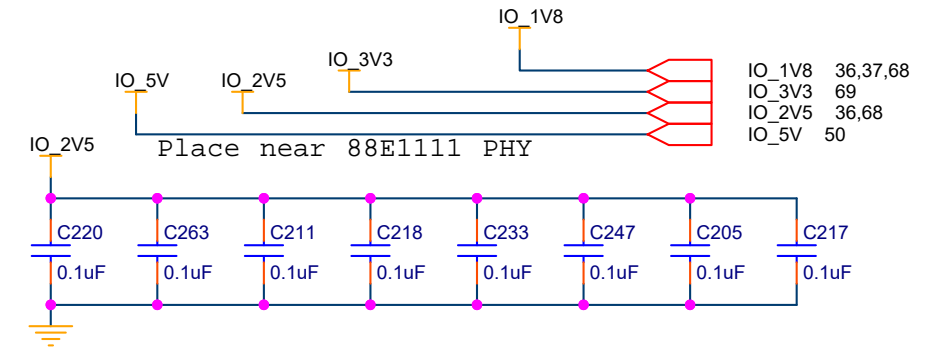 IO_1V8
IO_3V3
IO_5V
IO_2V5
IO_1V8 36,37,68
IO_3V3 69
IO_2V5 36,68
IO_5V 50
IO_2V5
Place near 88E1111 PHY
C220 C263 C211 C218 C233 C247 C205 C217
0.1uF 0.1uF 0.1uF 0.1uF 0.1uF 0.1uF 0.1uF 0.1uF